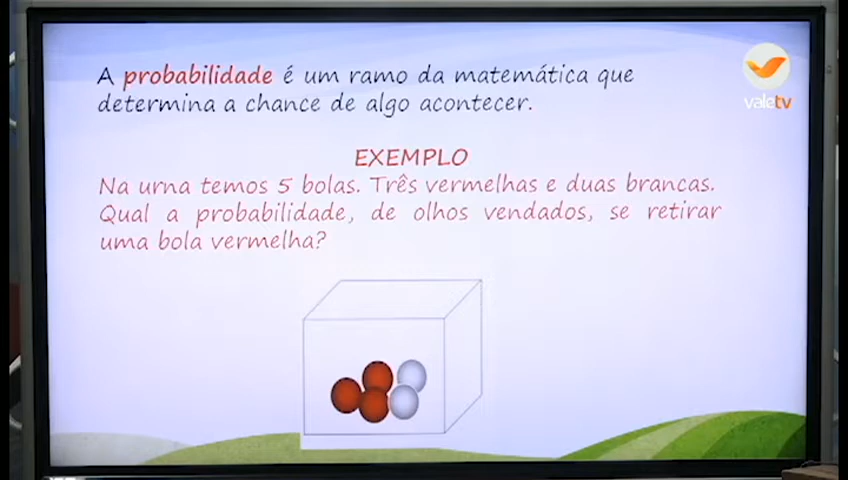 A probabilidade é um ramo da matemática que
determina a chance de algo acontecer.
valetv
EXEMPLO
Na urna temos 5 bolas. Três vermelhas e duas brancas.
Qual a probabilidade, de olhos vendados, se retirar
uma bola vermelha?